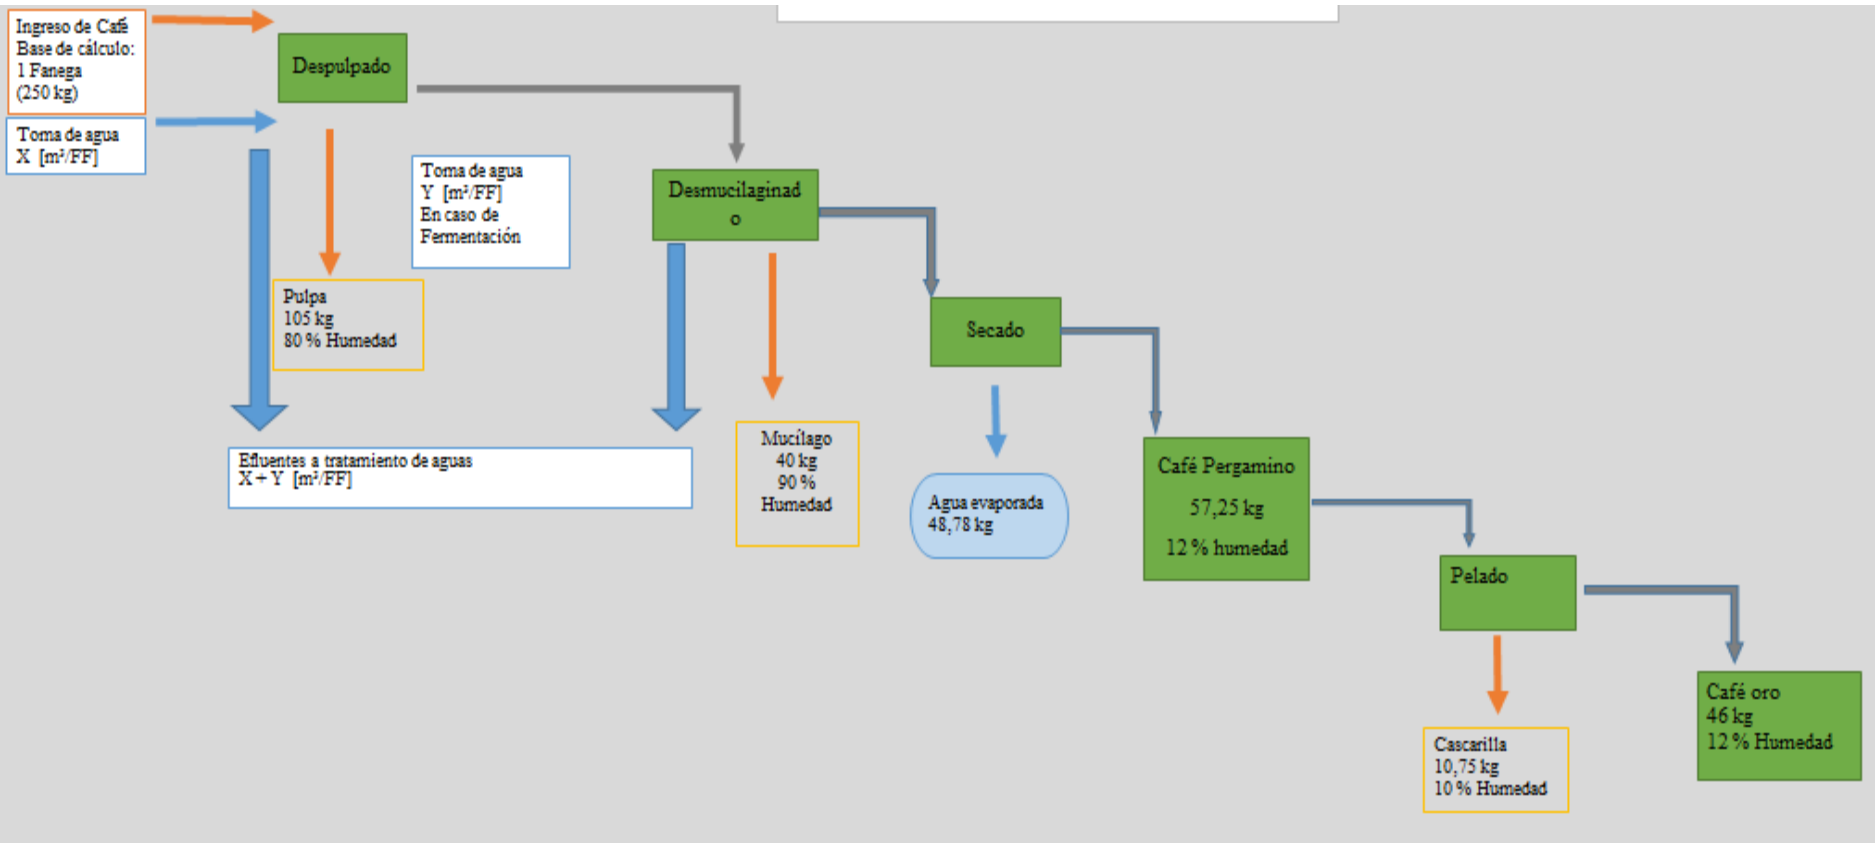 Ingreso de Café
Base de cálculo:
1 Fanega
(250 kg)
Toma de agua
X [m³/FF]
Despulpado
Toma de agua
Y [m³/FF]
En caso de
Fermentación
Desmucilaginad
o
Pulpa
105 kg
80 % Humedad
Secado
Efluentes a tratamiento de aguas
X + Y [m³/FF]
Mucílago
40 kg
90 %
Humedad
Agua evaporada
48,78 kg
Café Pergamino
57,25 kg
12 % humedad
Pelado
Cascarilla
10,75 kg
10 % Humedad
Café oro
46 kg
12 % Humedad